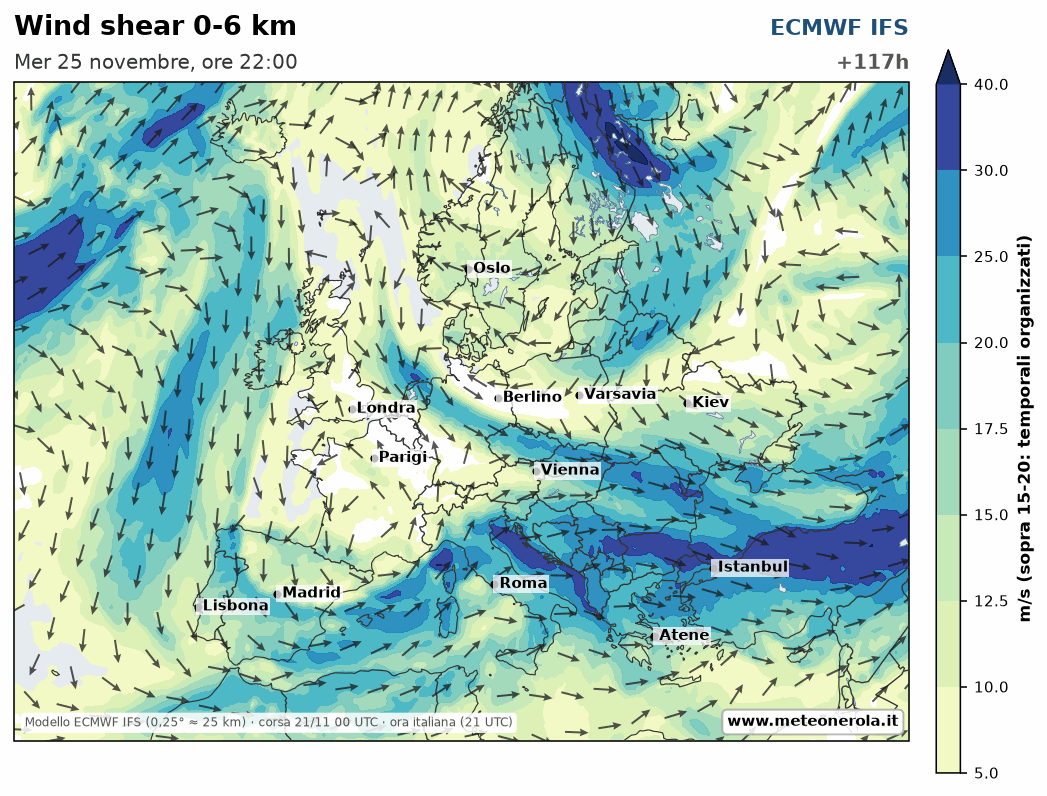 Wind shear 0-6 km
ECMWF IFS
Mer 25 novembre, ore 22:00
+117h
40.0
30.0
25.0
20.0
17.5
15.0
12.5
10.0
5.0
m/s (sopra 15-20: temporali organizzati)
Oslo
Berlino
Varsavia
Kiev
Londra
Parigi
Vienna
Istanbul
Roma
Madrid
Lisbona
Atene
Modello ECMWF IFS (0,25° ≈ 25 km) · corsa 21/11 00 UTC · ora italiana (21 UTC)
www.meteonerola.it